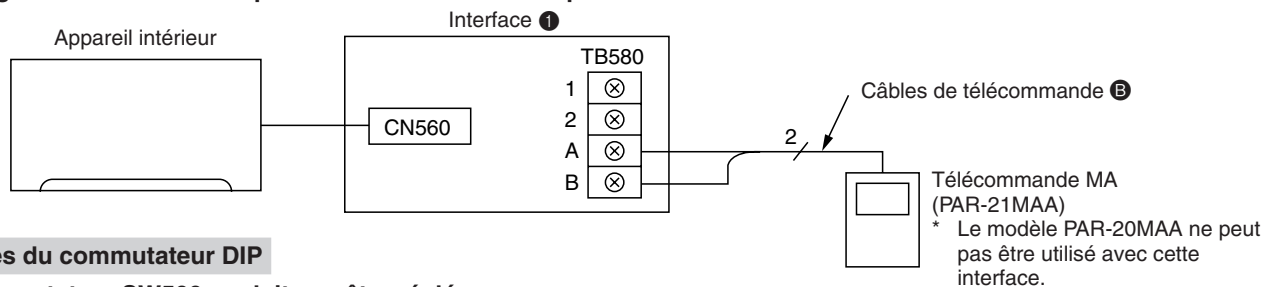 Interface ❶
Appareil intérieur
TB580
1
2
A
B
CN560
Câbles de télécommande Ⓑ
2
Télécommande MA
(PAR-21MAA)
* Le modèle PAR-20MAA ne peut
pas être utilisé avec cette
interface.
du commutateur DIP